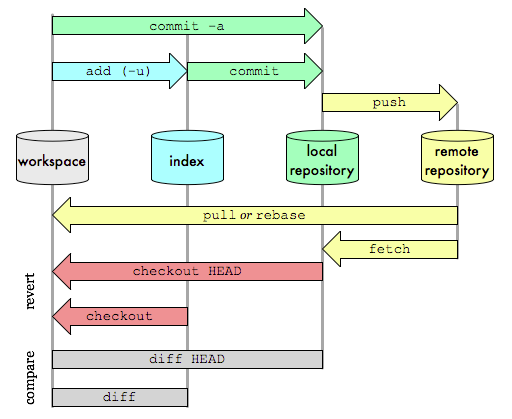 commit -a
add (-u)
commit
push
workspace
index
local
repository
remote
repository
pull or rebase
fetch
revert
checkout HEAD
checkout
compare
diff HEAD
diff